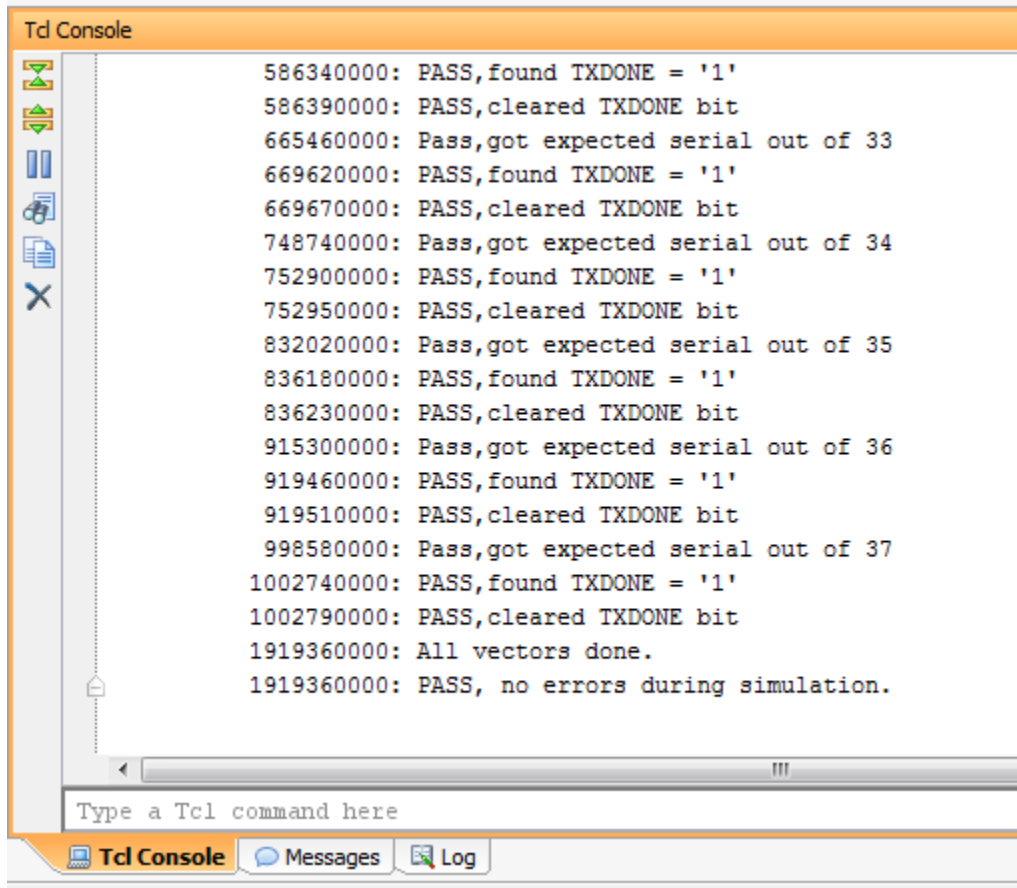 Tcl Console
586340000: PASS,found TXDONE = '1'
586390000: PASS,cleared TXDONE bit
665460000: Pass,got expected serial out of 33
669620000: PASS,found TXDONE = '1'
669670000: PASS,cleared TXDONE bit
748740000: Pass,got expected serial out of 34
752900000: PASS,found TXDONE = '1'
752950000: PASS,cleared TXDONE bit
832020000: Pass,got expected serial out of 35
836180000: PASS,found TXDONE = '1'
836230000: PASS,cleared TXDONE bit
915300000: Pass,got expected serial out of 36
919460000: PASS,found TXDONE = '1'
919510000: PASS,cleared TXDONE bit
998580000: Pass,got expected serial out of 37
1002740000: PASS,found TXDONE = '1'
1002790000: PASS,cleared TXDONE bit
1919360000: All vectors done.
1919360000: PASS, no errors during simulation.
Type a Tcl command here
Tcl Console Messages Log